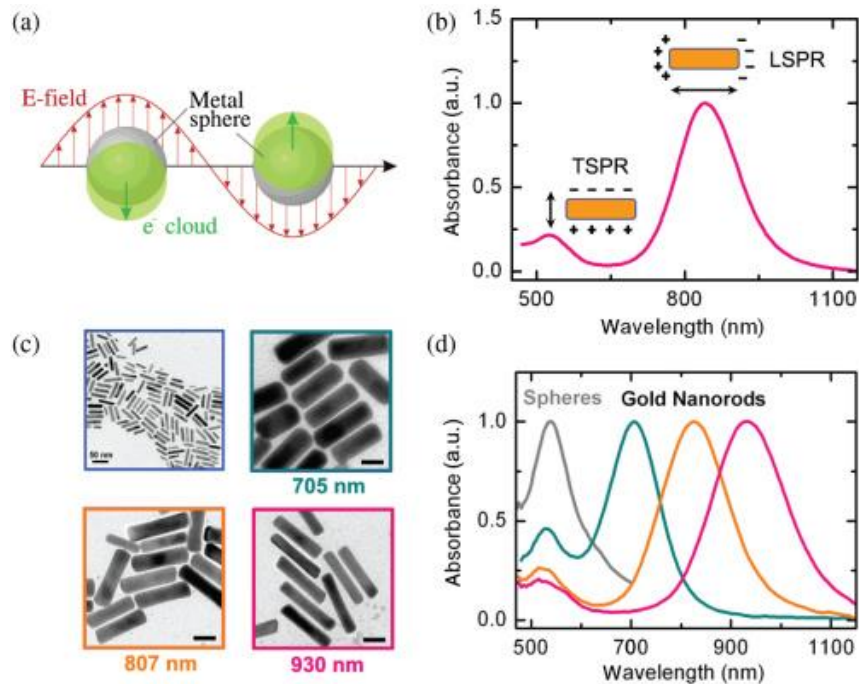 (a)
E-field
Metal
sphere
e⁻ cloud
(b)
Absorbance (a.u.)
1.5
1.0
0.5
0.0
LSPR
TSPR
500
800
1100
Wavelength (nm)
(c)
50 nm
705 nm
807 nm
930 nm
(d)
Spheres Gold Nanorods
Absorbance (a.u.)
1.0
0.5
0.0
500 700 900 1100
Wavelength (nm)